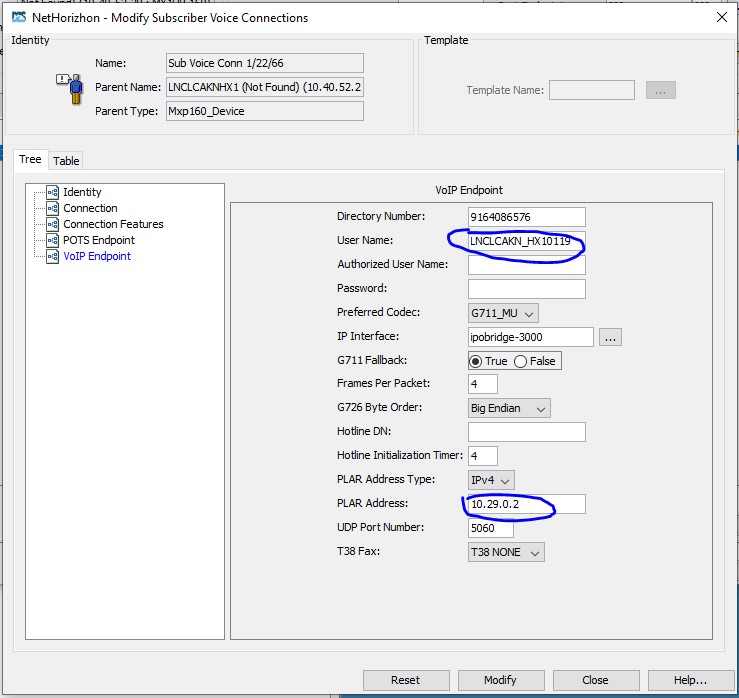 NetHorizhon - Modify Subscriber Voice Connections
Identity
Name: Sub Voice Conn 1/22/66
Parent Name: LNCLCAKNHX1 (Not Found) (10.40.52.2
Parent Type: Mxp160_Device
Template
Template Name: ...
Tree Table
Identity
Connection
Connection Features
POTS Endpoint
VoIP Endpoint
VoIP Endpoint
Directory Number: 9164086576
User Name: LNCLCAKN_HX10119
Authorized User Name:
Password:
Preferred Codec: G711_MU
IP Interface: ipobridge-3000 ...
G711 Fallback: True False
Frames Per Packet: 4
G726 Byte Order: Big Endian
Hotline DN:
Hotline Initialization Timer: 4
PLAR Address Type: IPv4
PLAR Address: 10.29.0.2
UDP Port Number: 5060
T38 Fax: T38 NONE
Reset Modify Close Help...